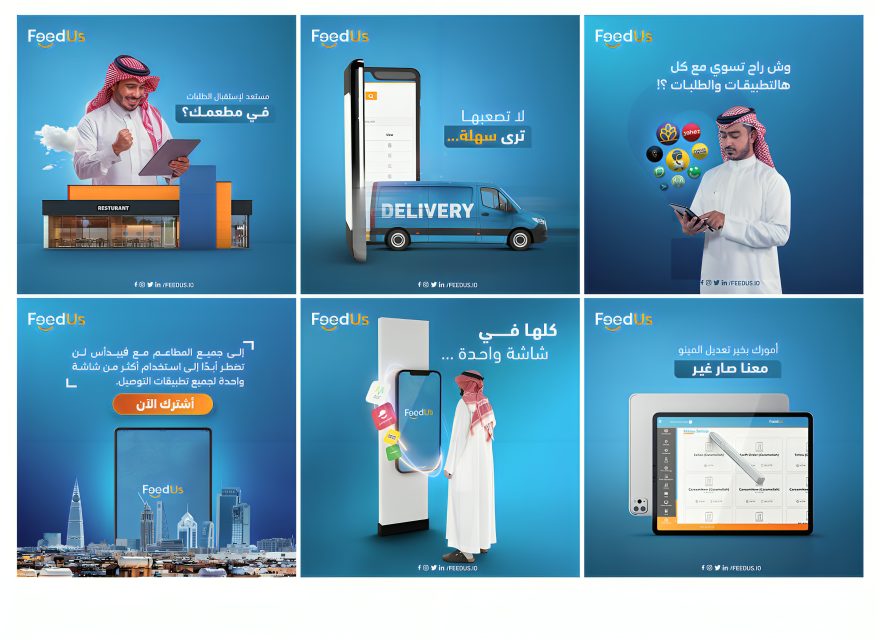 FeedUs
مستعد لإستقبال الطلبات
في مطعمك؟
RESTURANT
/FEEDUS.IO
FeedUs
لا تصعبها
ترى سهلة...
DELIVERY
/FEEDUS.IO
FeedUs
وش راح تسوي مع كل
هالتطبيقات والطلبات ؟!
/FEEDUS.IO
FeedUs
إلى جميع المطاعم مع فييدأس لن
تضطر أبدًا إلى استخدام أكثر من شاشة
واحدة لجميع تطبيقات التوصيل.
أشترك الآن
FeedUs
FeedUs
كلها في
شاشة واحدة ...
FeedUs
/FEEDUS.IO
FeedUs
أمورك بخير تعديل المينو
معنا صار غير
FeedUs
/FEEDUS.IO